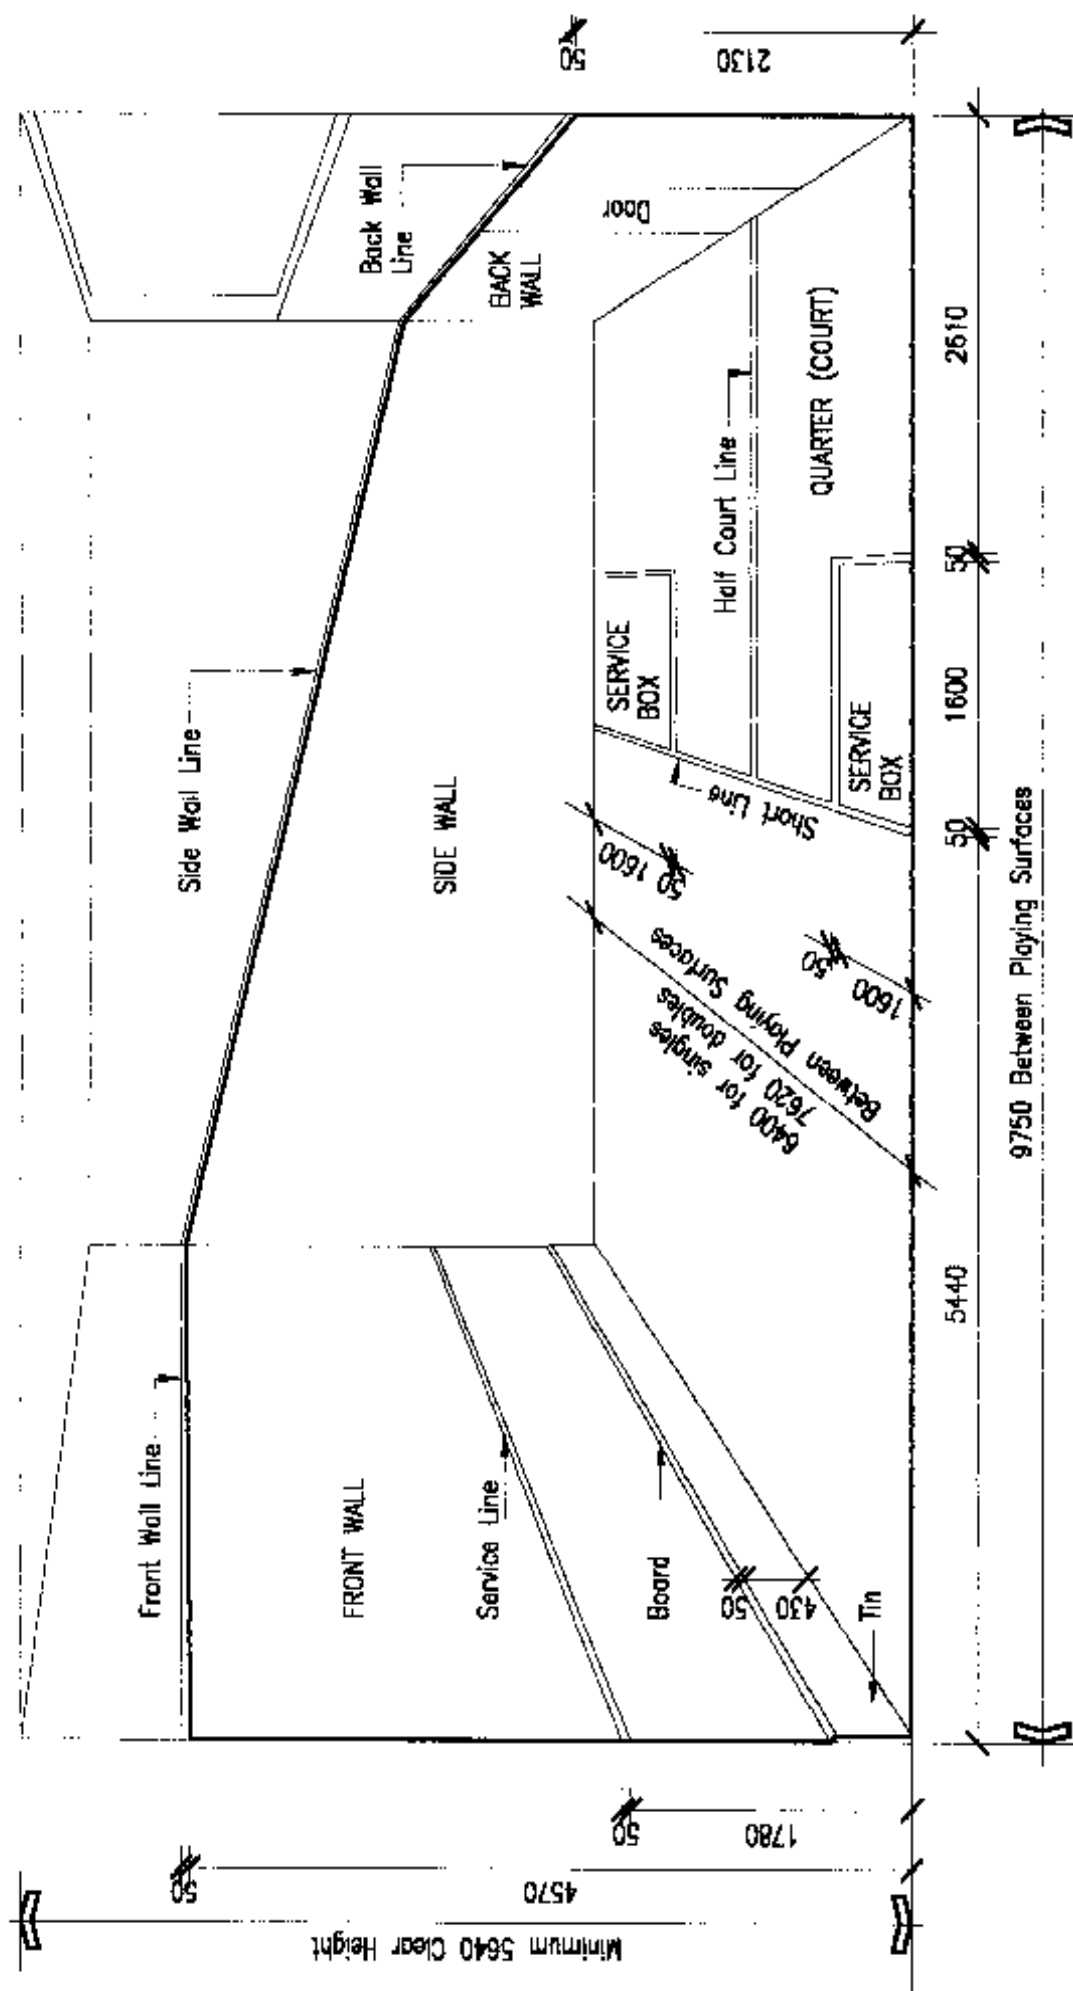 Minimum 5640 Clear Height
50
4570
50
1780
Front Wall Line
FRONT WALL
Service Line
Board
50
430
Tin
Side Wall Line
SIDE WALL
Back Wall
Line
BACK
WALL
Door
50
2130
SERVICE
BOX
Half Court Line
QUARTER (COURT)
SERVICE
BOX
Short Line
1600
50
50
1600
6400 for singles
7620 for doubles
Between Playing Surfaces
5440
50
1600
50
2610
9750 Between Playing Surfaces